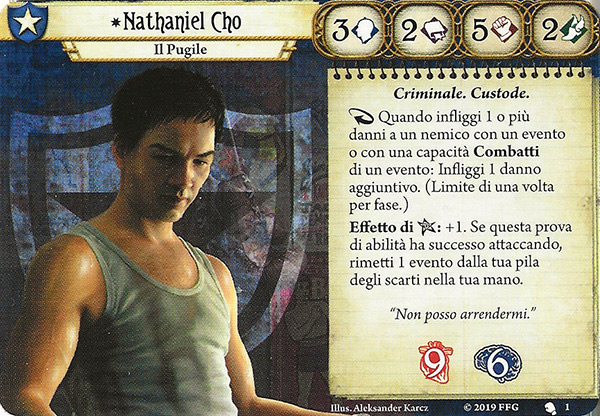 *Nathaniel Cho
Il Pugile
3 2 5 2
Criminale. Custode.
Quando infliggi 1 o più
danni a un nemico con un evento
o con una capacità Combatti
di un evento: Infliggi 1 danno
aggiuntivo. (Limite di una volta
per fase.)
Effetto di : +1. Se questa prova
di abilità ha successo attaccando,
rimetti 1 evento dalla tua pila
degli scarti nella tua mano.
“Non posso arrendermi.”
9 6
Illus. Aleksander Karcz © 2019 FFG 1